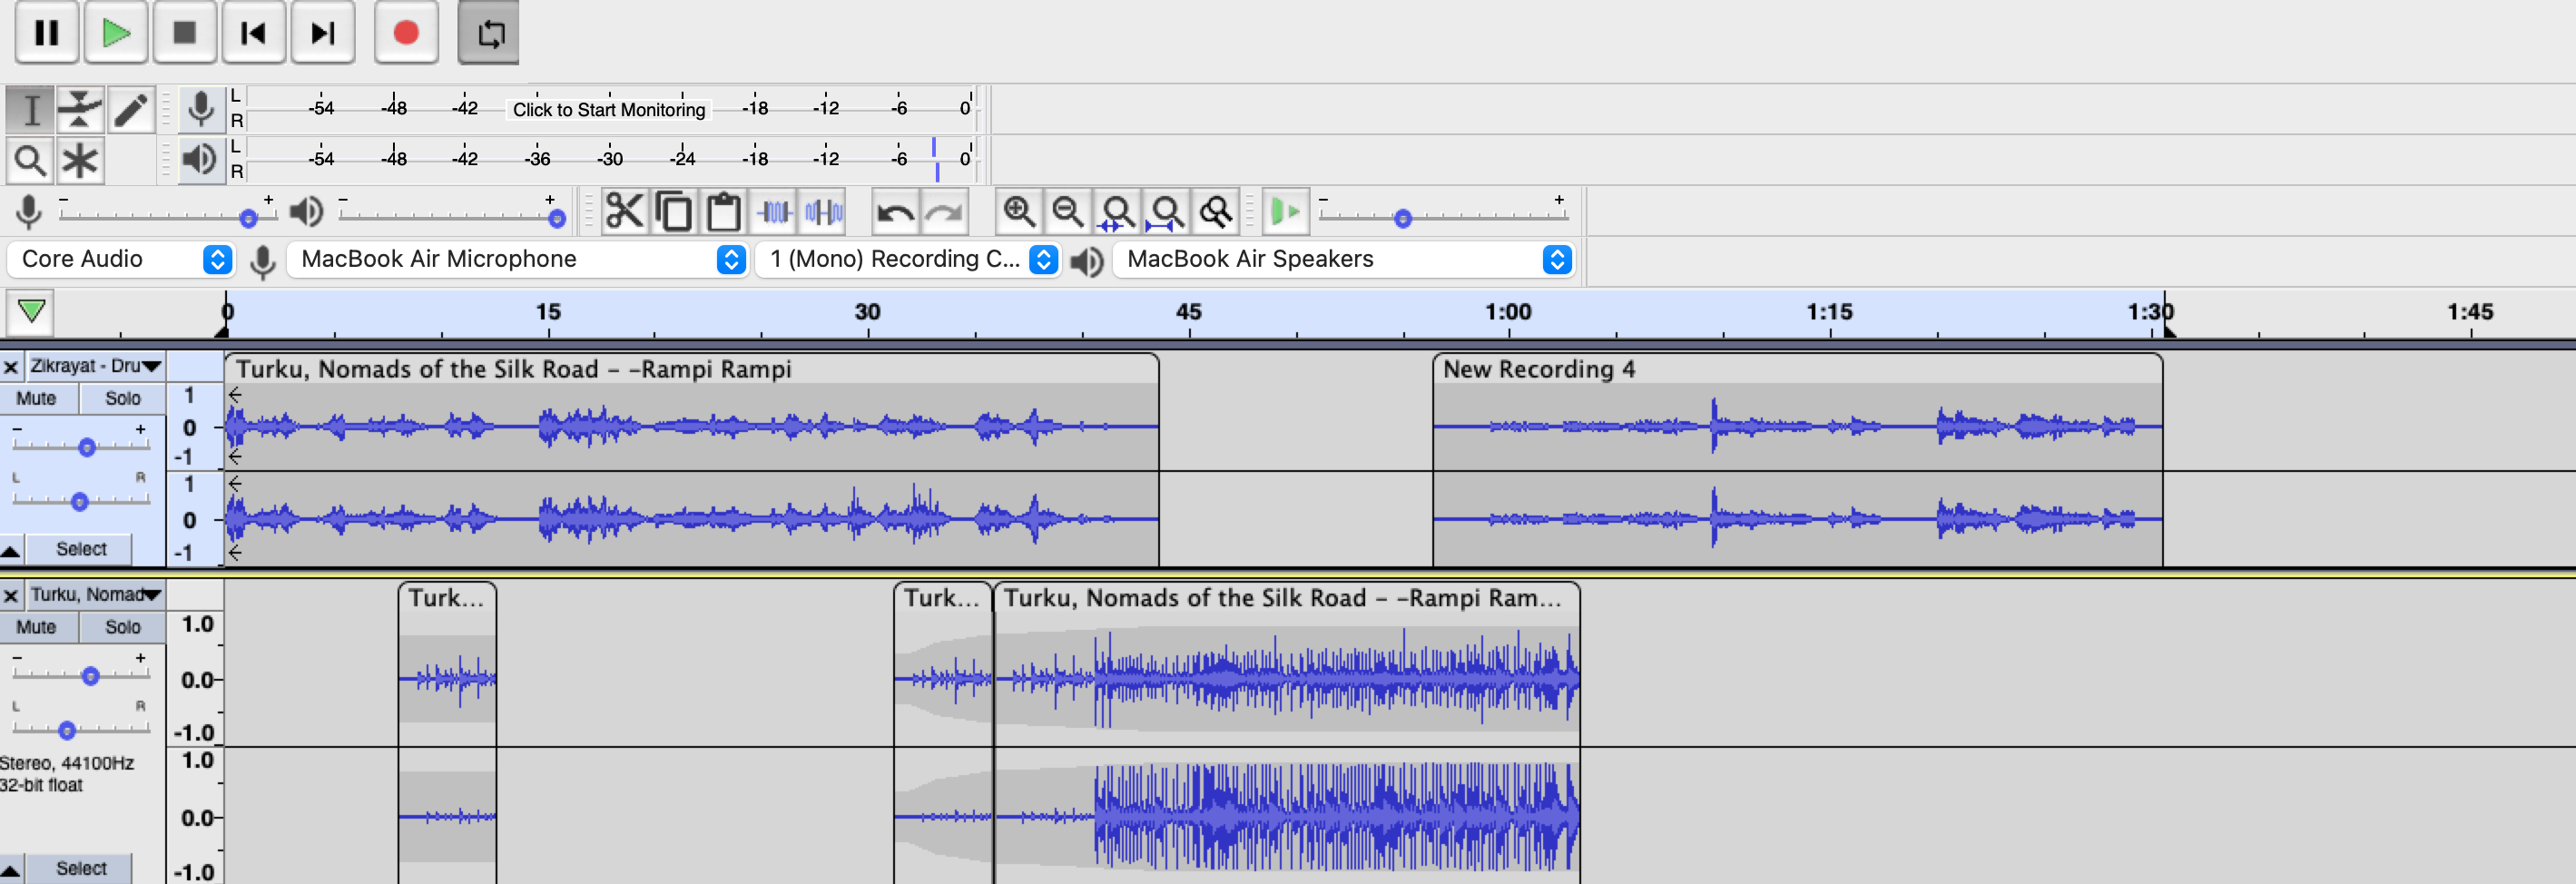 L
R
-54 -48 -42 Click to Start Monitoring -18 -12 -6 0
L
R
-54 -48 -42 -36 -30 -24 -18 -12 -6 0
- + - + - +
Core Audio MacBook Air Microphone 1 (Mono) Recording C... MacBook Air Speakers
0 15 30 45 1:00 1:15 1:30 1:45
Zikrayat - Dru
Turku, Nomads of the Silk Road - -Rampi Rampi
New Recording 4
Mute Solo
1
0
-1
- +
L R
1
0
-1
Select
Turku, Nomad
Turk...
Turk...
Turku, Nomads of the Silk Road - -Rampi Ram...
Mute Solo
1.0
0.0
-1.0
- +
L R
Stereo, 44100Hz
32-bit float
1.0
0.0
-1.0
Select